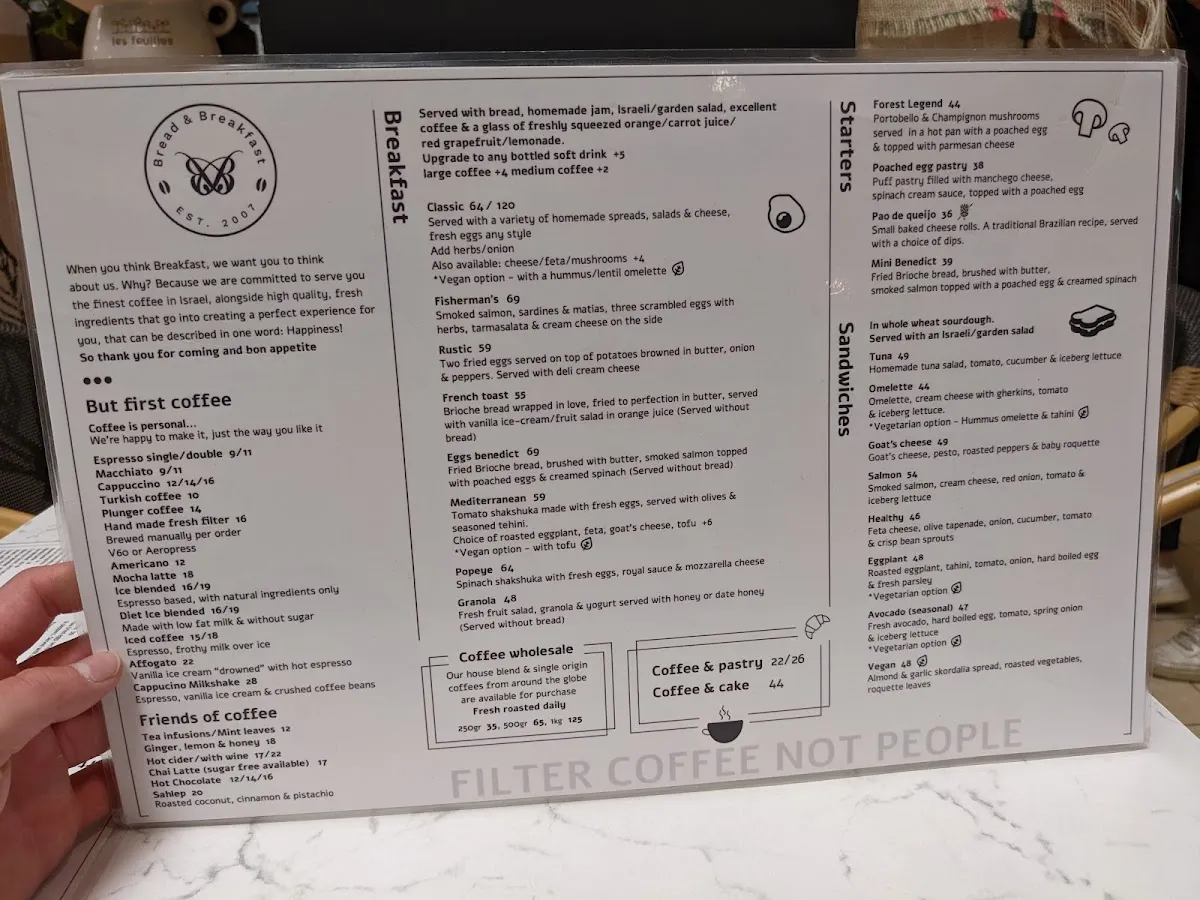 les feuilles
Bread & Breakfast
EST. 2007
When you think Breakfast, we want you to think
about us. Why? Because we are committed to serve you
the finest coffee in Israel, alongside high quality, fresh
ingredients that go into creating a perfect experience for
you, that can be described in one word: Happiness!
So thank you for coming and bon appetite
But first coffee
Coffee is personal...
We're happy to make it, just the way you like it
Espresso single/double 9/11
Macchiato 9/11
Cappuccino 12/14/16
Turkish coffee 10
Plunger coffee 14
Hand made fresh filter 16
Brewed manually per order
V60 or Aeropress
Americano 12
Mocha latte 18
Ice blended 16/19
Espresso based, with natural ingredients only
Diet Ice blended 16/19
Made with low fat milk & without sugar
Iced coffee 15/18
Espresso, frothy milk over ice
Affogato 22
Vanilla ice cream "drowned" with hot espresso
Cappucino Milkshake 28
Espresso, vanilla ice cream & crushed coffee beans
Friends of coffee
Tea infusions/Mint leaves 12
Ginger, lemon & honey 18
Hot cider/with wine 17/22
Chai Latte (sugar free available) 17
Hot Chocolate 12/14/16
Sahlep 20
Roasted coconut, cinnamon & pistachio
Breakfast
Served with bread, homemade jam, Israeli/garden salad, excellent
coffee & a glass of freshly squeezed orange/carrot juice/
red grapefruit/lemonade.
Upgrade to any bottled soft drink +5
large coffee +4 medium coffee +2
Classic 64/ 120
Served with a variety of homemade spreads, salads & cheese,
fresh eggs any style
Add herbs/onion
Also available: cheese/feta/mushrooms +4
*Vegan option - with a hummus/lentil omelette
Fisherman's 69
Smoked salmon, sardines & matias, three scrambled eggs with
herbs, tarmasalata & cream cheese on the side
Rustic 59
Two fried eggs served on top of potatoes browned in butter, onion
& peppers. Served with deli cream cheese
French toast 55
Brioche bread wrapped in love, fried to perfection in butter, served
with vanilla ice-cream/fruit salad in orange juice (Served without
bread)
Eggs benedict 69
Fried Brioche bread, brushed with butter, smoked salmon topped
with poached eggs & creamed spinach (Served without bread)
Mediterranean 59
Tomato shakshuka made with fresh eggs, served with olives &
seasoned tehini.
Choice of roasted eggplant, feta, goat's cheese, tofu +6
*Vegan option - with tofu
Popeye 64
Spinach shakshuka with fresh eggs, royal sauce & mozzarella cheese
Granola 48
Fresh fruit salad, granola & yogurt served with honey or date honey
(Served without bread)
Coffee wholesale
Our house blend & single origin
coffees from around the globe
are available for purchase
Fresh roasted daily
250gr 35, 500gr 65, 1kg 125
Coffee & pastry 22/26
Coffee & cake 44
Starters
Forest Legend 44
Portobello & Champignon mushrooms
served in a hot pan with a poached egg
& topped with parmesan cheese
Poached egg pastry 38
Puff pastry filled with manchego cheese,
spinach cream sauce, topped with a poached egg
Pao de queijo 36
Small baked cheese rolls. A traditional Brazilian recipe, served
with a choice of dips.
Mini Benedict 39
Fried Brioche bread, brushed with butter,
smoked salmon topped with a poached egg & creamed spinach
Sandwiches
In whole wheat sourdough.
Served with an Israeli/garden salad
Tuna 49
Homemade tuna salad, tomato, cucumber & iceberg lettuce
Omelette 44
Omelette, cream cheese with gherkins, tomato
& iceberg lettuce.
*Vegetarian option - Hummus omelette & tahini
Goat's cheese 49
Goat's cheese, pesto, roasted peppers & baby roquette
Salmon 54
Smoked salmon, cream cheese, red onion, tomato &
iceberg lettuce
Healthy 46
Feta cheese, olive tapenade, onion, cucumber, tomato
& crisp bean sprouts
Eggplant 48
Roasted eggplant, tahini, tomato, onion, hard boiled egg
& fresh parsley
*Vegetarian option
Avocado (seasonal) 47
Fresh avocado, hard boiled egg, tomato, spring onion
& iceberg lettuce
*Vegetarian option
Vegan 48
Almond & garlic skordalia spread, roasted vegetables,
roquette leaves
FILTER COFFEE NOT PEOPLE